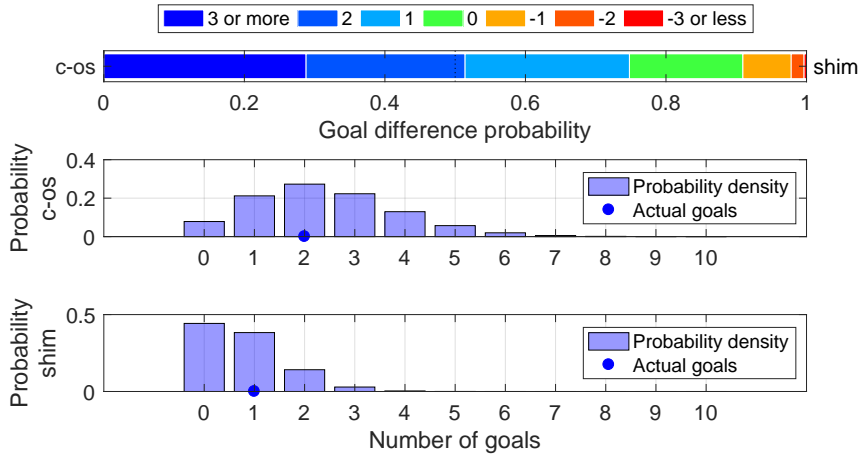 3 or more 2 1 0 -1 -2 -3 or less
c-os shim
0 0.2 0.4 0.6 0.8 1
Goal difference probability
Probability
c-os
0.4
0.2
0
Probability density
Actual goals
0 1 2 3 4 5 6 7 8 9 10
Probability
shim
0.5
0
Probability density
Actual goals
0 1 2 3 4 5 6 7 8 9 10
Number of goals